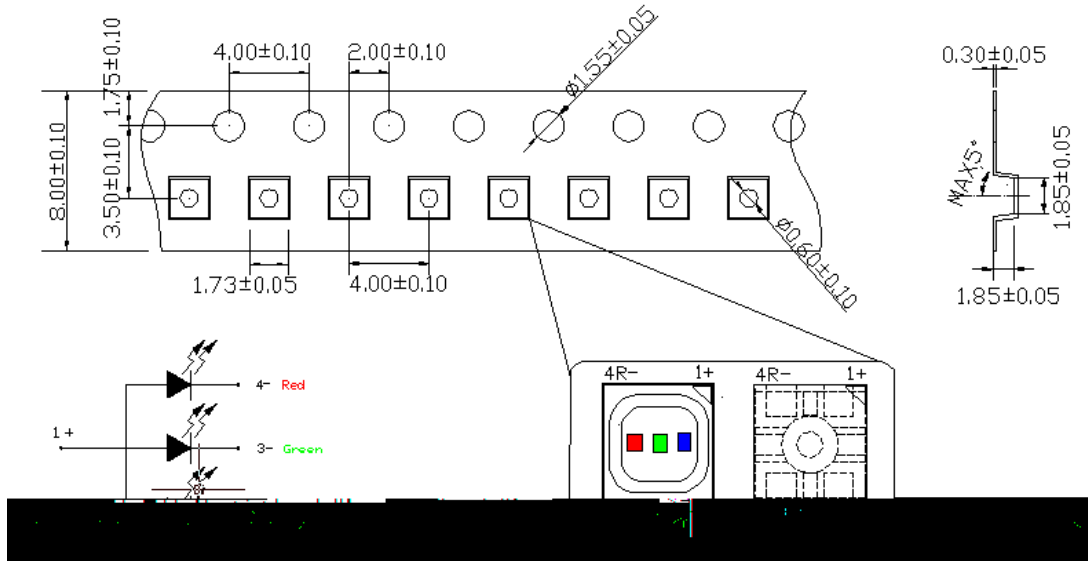 4.00±0.10
2.00±0.10
Ø1.55±0.05
0.30±0.05
1.75±0.10
8.00±0.10
3.50±0.10
MAX5°
1.85±0.05
Ø0.60±0.10
1.73±0.05
4.00±0.10
1.85±0.05
4- Red
1+
3- Green
4R- 1+
4R- 1+